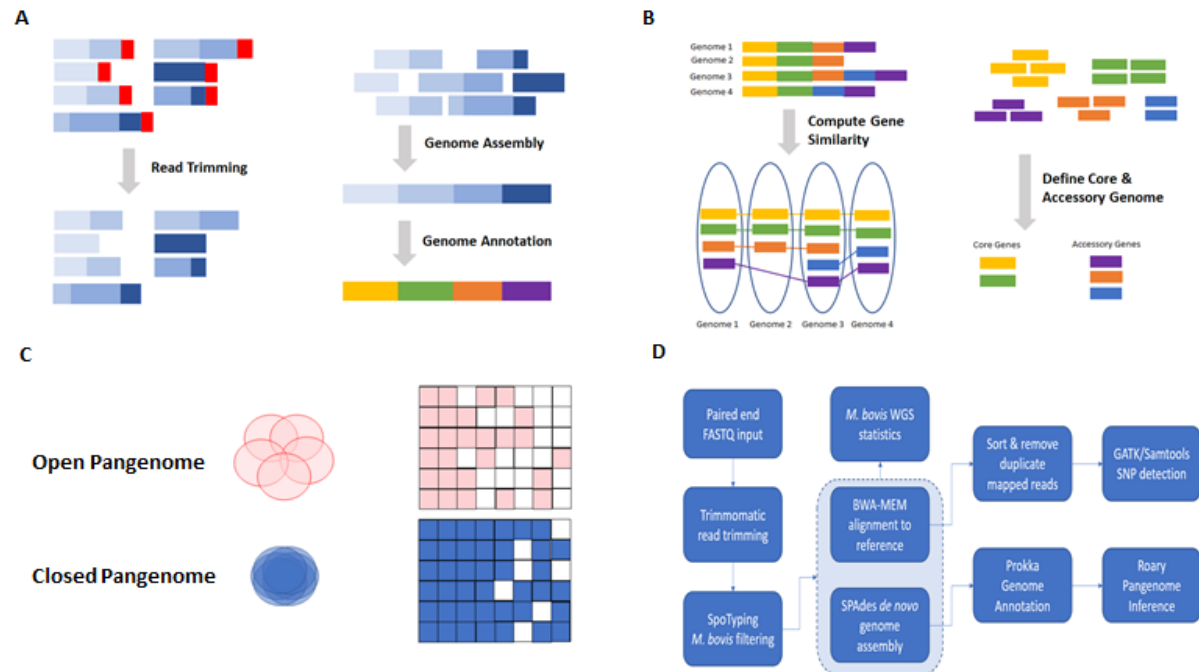 A
Read Trimming
Genome Assembly
Genome Annotation
B
Genome 1
Genome 2
Genome 3
Genome 4
Compute Gene
Similarity
Genome 1
Genome 2
Genome 3
Genome 4
Define Core &
Accessory Genome
Core Genes
Accessory Genes
C
Open Pangenome
Closed Pangenome
D
Paired end
FASTQ input
Trimmomatic
read trimming
SpoTyping
M. bovis filtering
M. bovis WGS
statistics
BWA-MEM
alignment to
reference
SPAdes de novo
genome
assembly
Sort & remove
duplicate
mapped reads
GATK/Samtools
SNP detection
Prokka
Genome
Annotation
Roary
Pangenome
Inference